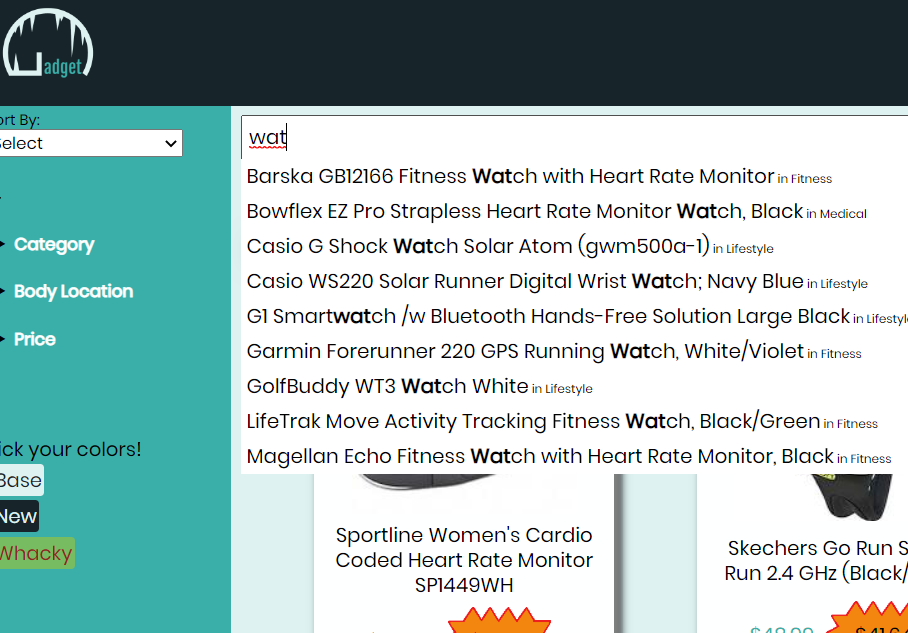 adget
ort By:
Select
wat
Barska GB12166 Fitness Watch with Heart Rate Monitor in Fitness
Bowflex EZ Pro Strapless Heart Rate Monitor Watch, Black in Medical
Casio G Shock Watch Solar Atom (gwm500a-1) in Lifestyle
Casio WS220 Solar Runner Digital Wrist Watch; Navy Blue in Lifestyle
G1 Smartwatch /w Bluetooth Hands-Free Solution Large Black in Lifestyl
Garmin Forerunner 220 GPS Running Watch, White/Violet in Fitness
GolfBuddy WT3 Watch White in Lifestyle
LifeTrak Move Activity Tracking Fitness Watch, Black/Green in Fitness
Magellan Echo Fitness Watch with Heart Rate Monitor, Black in Fitness
Category
Body Location
Price
ick your colors!
Base
New
Whacky
Sportline Women's Cardio
Coded Heart Rate Monitor
SP1449WH
Skechers Go Run S
Run 2.4 GHz (Black/